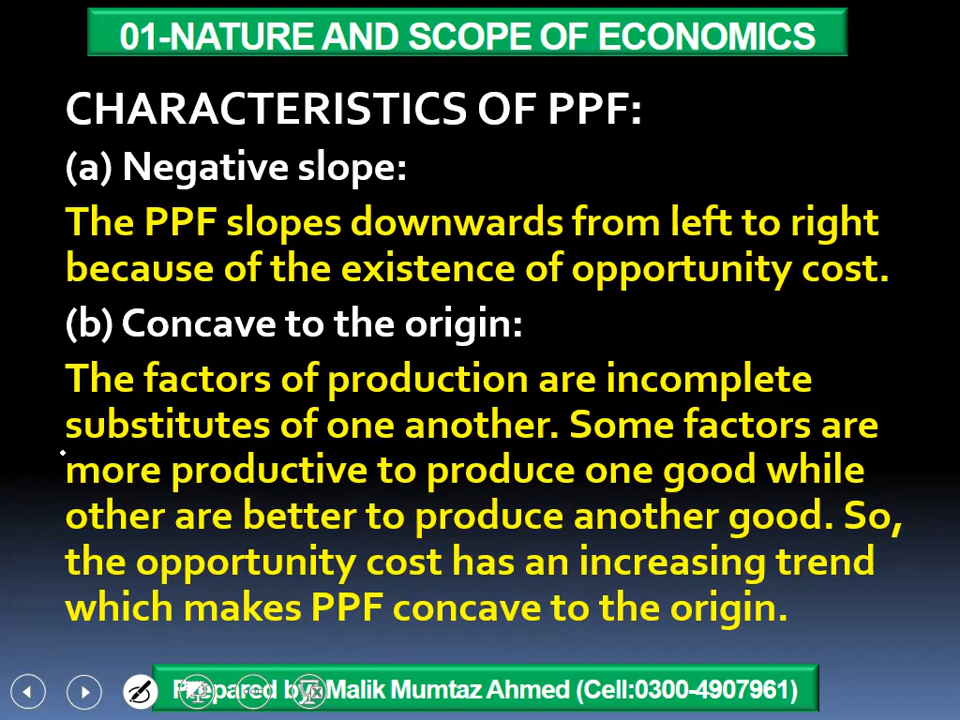 01-NATURE AND SCOPE OF ECONOMICS
CHARACTERISTICS OF PPF:
(a) Negative slope:
The PPF slopes downwards from left to right
because of the existence of opportunity cost.
(b) Concave to the origin:
The factors of production are incomplete
substitutes of one another. Some factors are
more productive to produce one good while
other are better to produce another good. So,
the opportunity cost has an increasing trend
which makes PPF concave to the origin.
Prepared by: Malik Mumtaz Ahmed (Cell:0300-4907961)